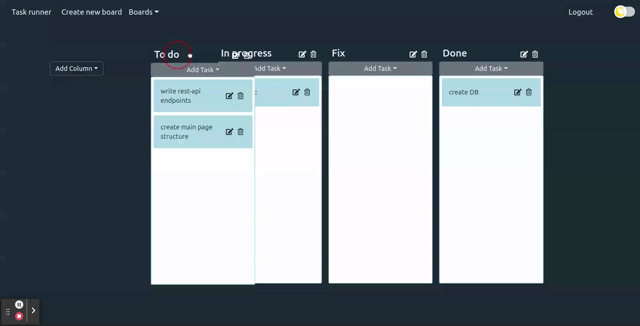 Task runner
Create new board
Boards
Logout
Add Column
To do
In progress
Fix
Done
Add Task
Add Task
Add Task
Add Task
write rest-api
endpoints
create main page
structure
create DB